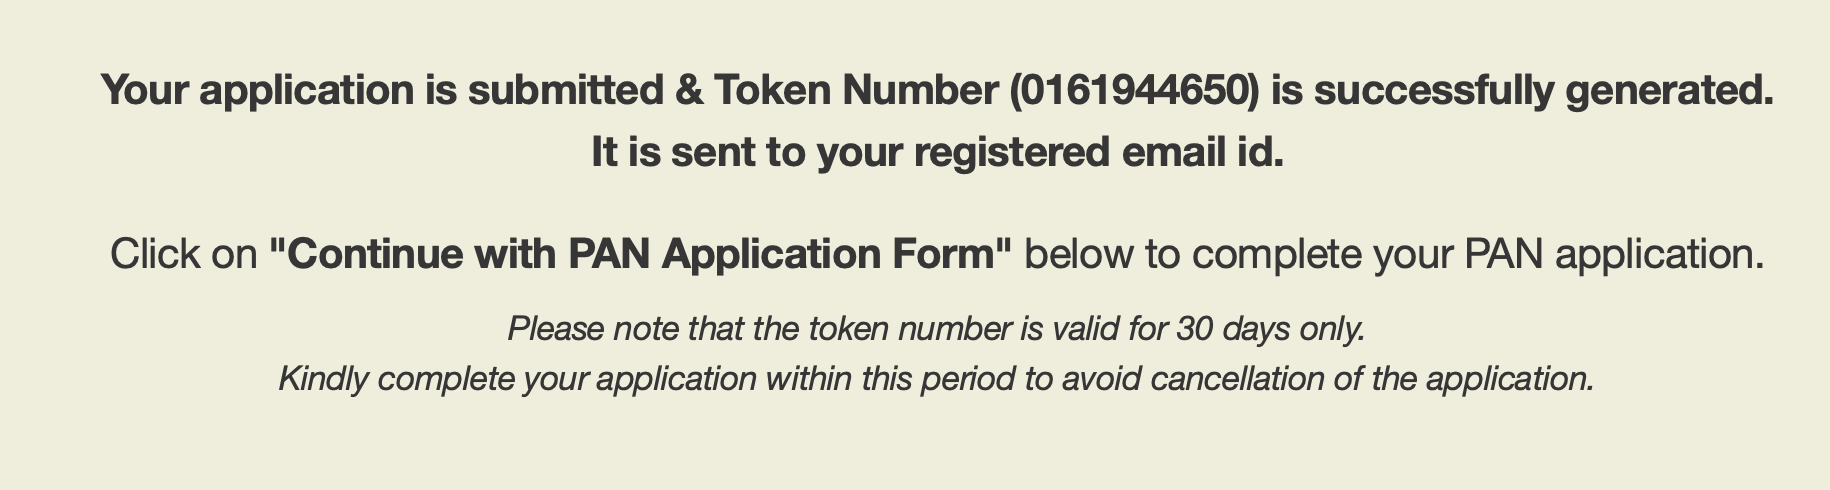 Your application is submitted & Token Number (0161944650) is successfully generated.
It is sent to your registered email id.
Click on "Continue with PAN Application Form" below to complete your PAN application.
Please note that the token number is valid for 30 days only.
Kindly complete your application within this period to avoid cancellation of the application.